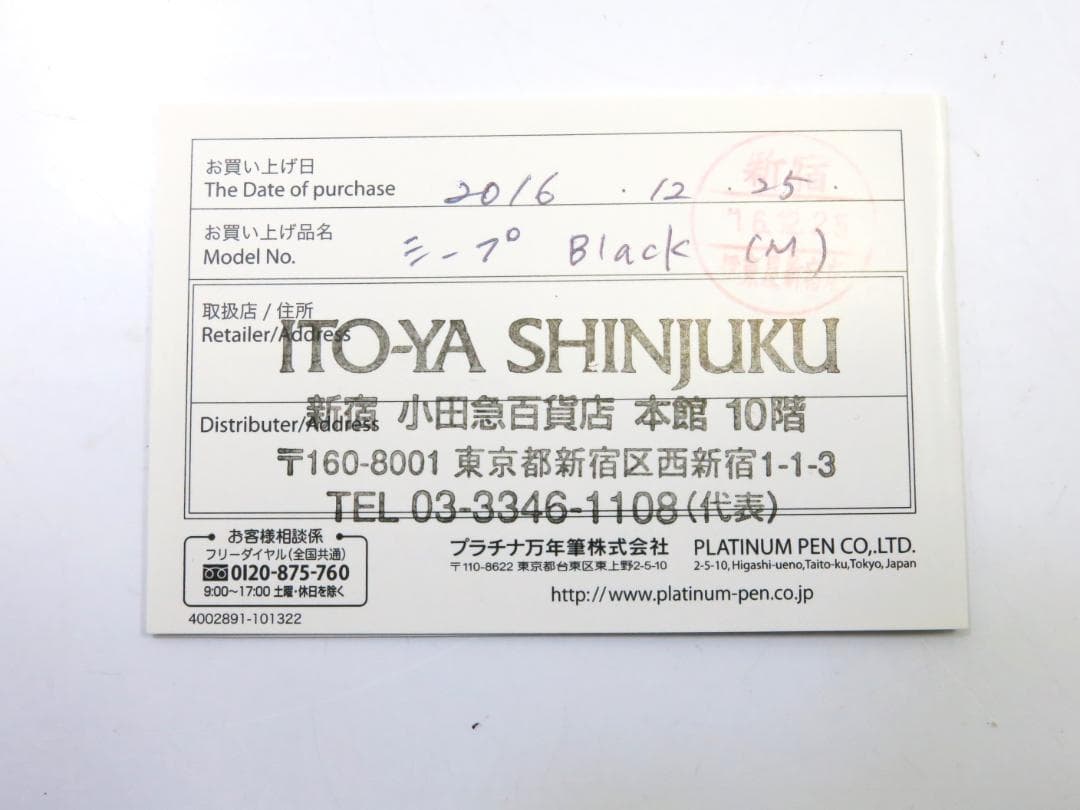 お買い上げ日
The Date of purchase
2016 . 12 . 25 .
新宿
'16.12.25
お買い上げ品名
Model No.
シープ Black (M)
取扱店 / 住所
Retailer/Address
ITO-YA SHINJUKU
Distributer/Address
新宿 小田急百貨店 本館 10階
〒160-8001 東京都新宿区西新宿1-1-3
TEL 03-3346-1108(代表)
お客様相談係
フリーダイヤル(全国共通)
0120-875-760
9:00~17:00 土曜・休日を除く
プラチナ万年筆株式会社 PLATINUM PEN CO,.LTD.
〒110-8622 東京都台東区東上野2-5-10 2-5-10, Higashi-ueno,Taito-ku,Tokyo, Japan
http://www.platinum-pen.co.jp
4002891-101322